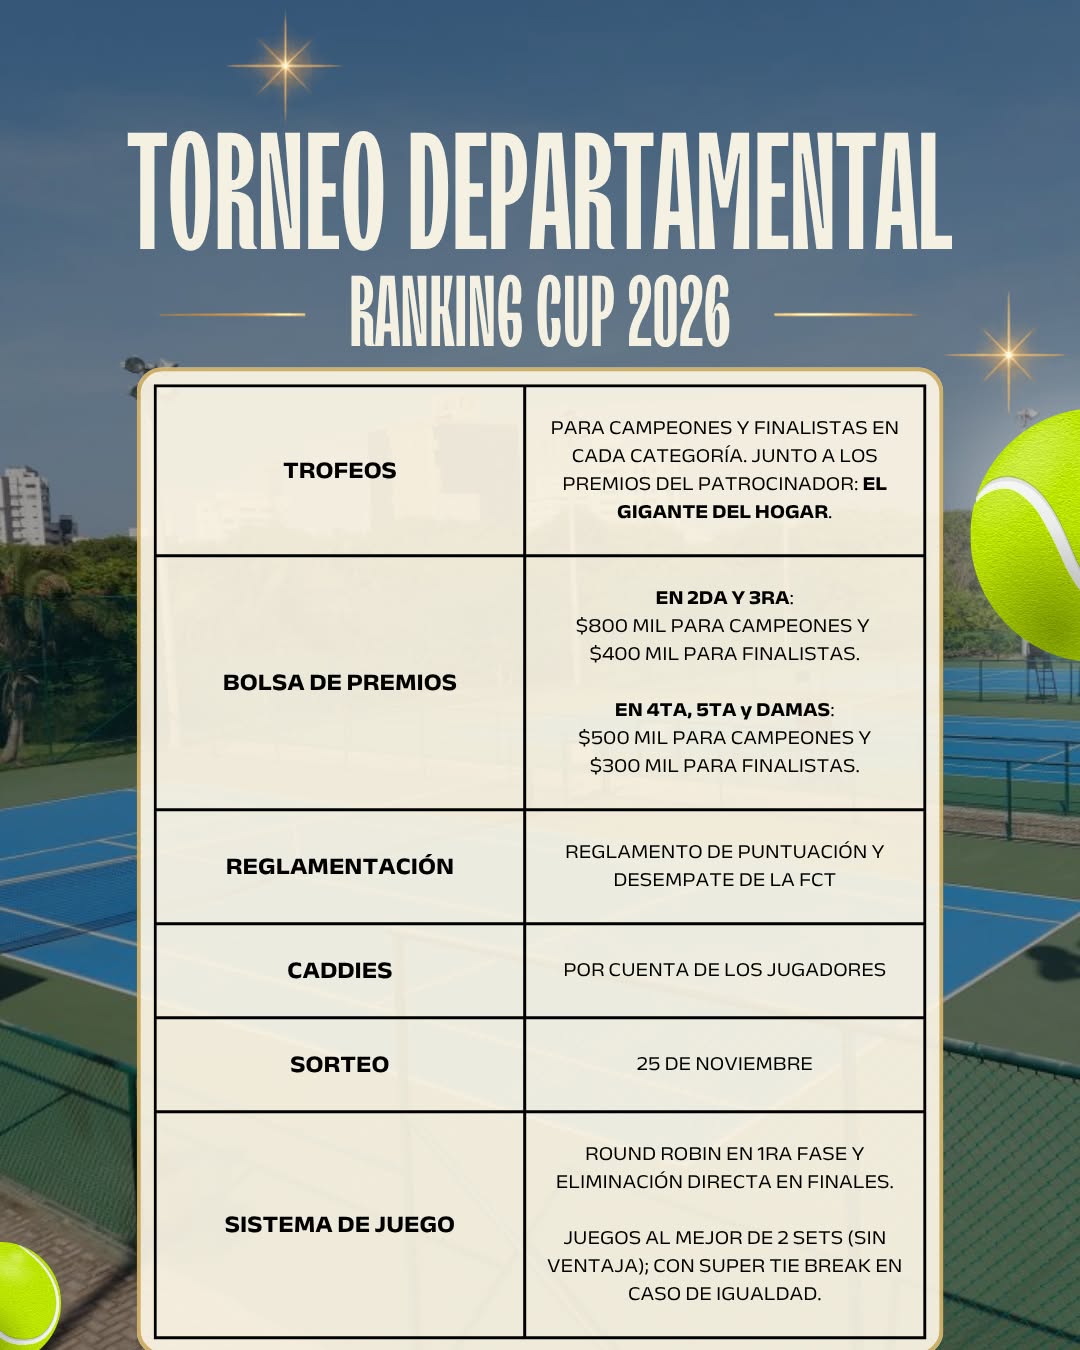 TORNEO DEPARTAMENTAL
RANKING CUP 2026
TROFEOS
PARA CAMPEONES Y FINALISTAS EN
CADA CATEGORÍA. JUNTO A LOS
PREMIOS DEL PATROCINADOR: EL
GIGANTE DEL HOGAR.
BOLSA DE PREMIOS
EN 2DA Y 3RA:
$800 MIL PARA CAMPEONES Y
$400 MIL PARA FINALISTAS.
EN 4TA, 5TA y DAMAS:
$500 MIL PARA CAMPEONES Y
$300 MIL PARA FINALISTAS.
REGLAMENTACIÓN
REGLAMENTO DE PUNTUACIÓN Y
DESEMPATE DE LA FCT
CADDIES
POR CUENTA DE LOS JUGADORES
SORTEO
25 DE NOVIEMBRE
SISTEMA DE JUEGO
ROUND ROBIN EN 1RA FASE Y
ELIMINACIÓN DIRECTA EN FINALES.
JUEGOS AL MEJOR DE 2 SETS (SIN
VENTAJA); CON SUPER TIE BREAK EN
CASO DE IGUALDAD.